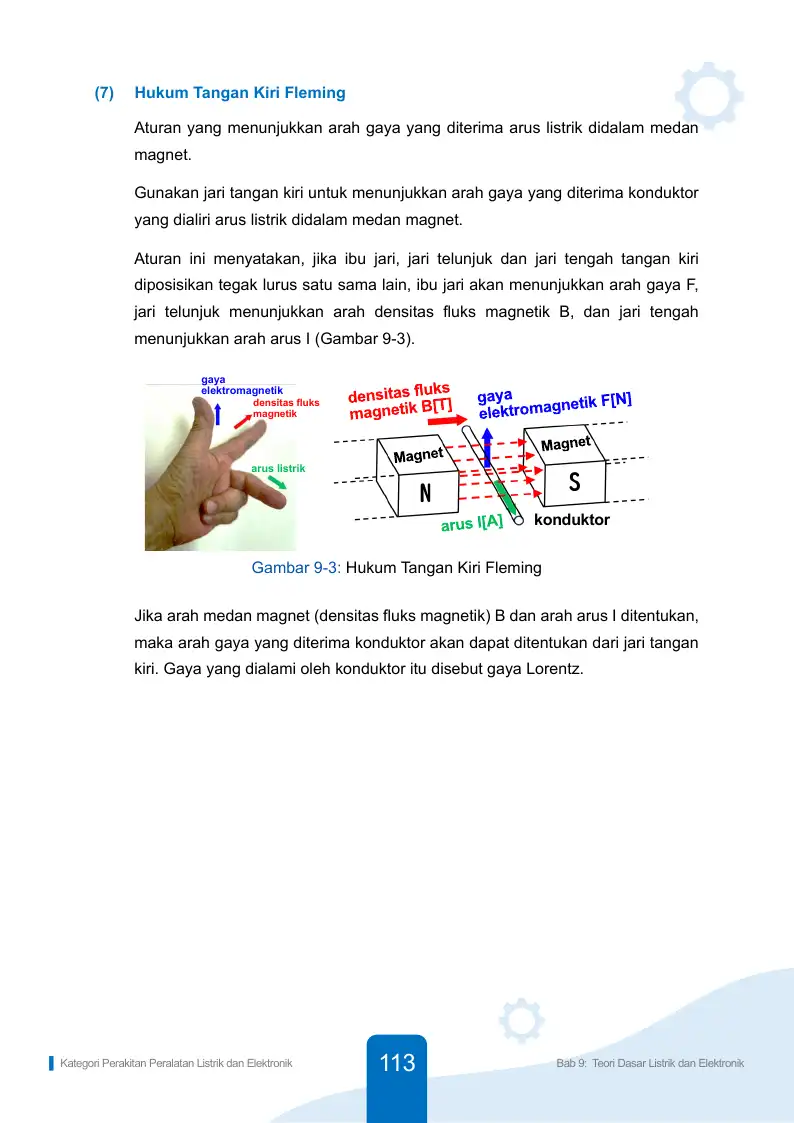 (7) Hukum Tangan Kiri Fleming
Aturan yang menunjukkan arah gaya yang diterima arus listrik didalam medan
magnet.
Gunakan jari tangan kiri untuk menunjukkan arah gaya yang diterima konduktor
yang dialiri arus listrik didalam medan magnet.
Aturan ini menyatakan, jika ibu jari, jari telunjuk dan jari tengah tangan kiri
diposisikan tegak lurus satu sama lain, ibu jari akan menunjukkan arah gaya F,
jari telunjuk menunjukkan arah densitas fluks magnetik B, dan jari tengah
menunjukkan arah arus I (Gambar 9-3).
gaya
elektromagnetik
densitas fluks
magnetik
arus listrik
densitas fluks
magnetik B[T]
gaya
elektromagnetik F[N]
Magnet
N
Magnet
S
arus I[A]
konduktor
Gambar 9-3: Hukum Tangan Kiri Fleming
Jika arah medan magnet (densitas fluks magnetik) B dan arah arus I ditentukan,
maka arah gaya yang diterima konduktor akan dapat ditentukan dari jari tangan
kiri. Gaya yang dialami oleh konduktor itu disebut gaya Lorentz.
Kategori Perakitan Peralatan Listrik dan Elektronik
113
Bab 9: Teori Dasar Listrik dan Elektronik